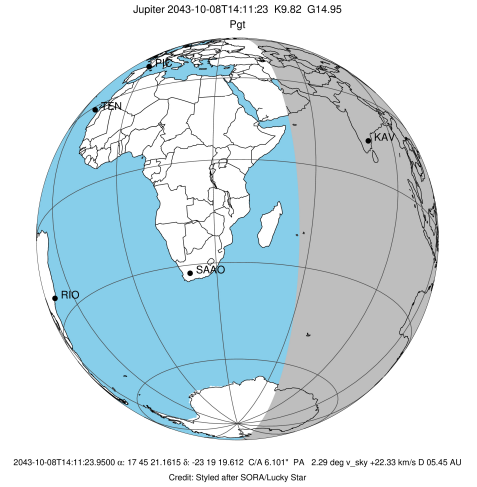 Jupiter 2043-10-08T14:11:23 K9.82 G14.95
Pgt
PIC
TEN
KAV
SAAO
RIO
2043-10-08T14:11:23.9500 α: 17 45 21.1615 δ: -23 19 19.612 C/A 6.101" PA 2.29 deg v_sky +22.33 km/s D 05.45 AU
Credit: Styled after SORA/Lucky Star